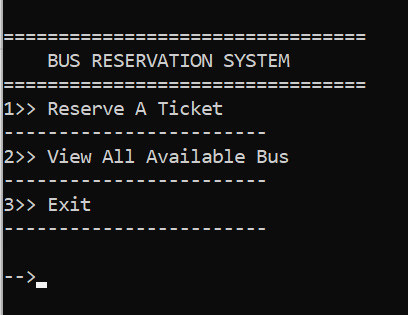 =================================
    BUS RESERVATION SYSTEM
=================================
1>> Reserve A Ticket
------------------------
2>> View All Available Bus
------------------------
3>> Exit
------------------------
-->